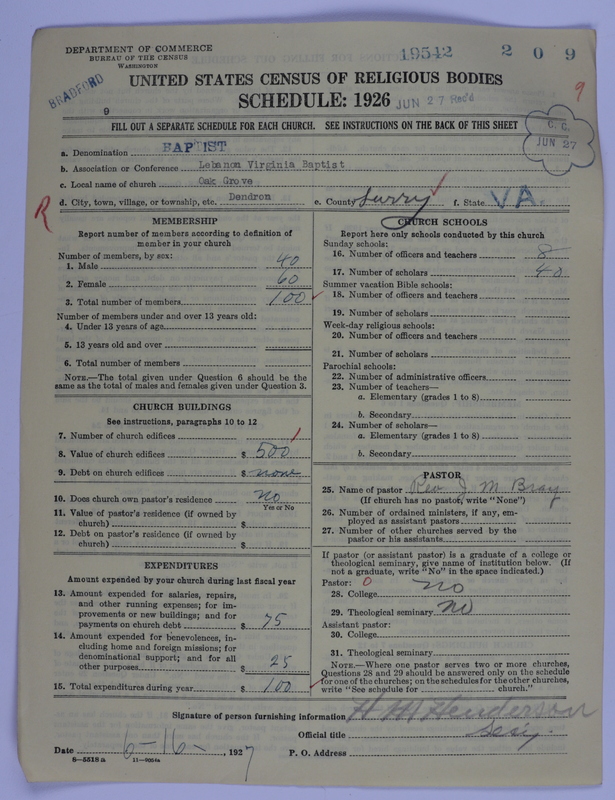 DEPARTMENT OF COMMERCE
BUREAU OF THE CENSUS
WASHINGTON
19542 209
BRADFORD
UNITED STATES CENSUS OF RELIGIOUS BODIES
SCHEDULE: 1926 JUN 27 Rec'd
9
9
FILL OUT A SEPARATE SCHEDULE FOR EACH CHURCH. SEE INSTRUCTIONS ON THE BACK OF THIS SHEET
C. C.
JUN 27
a. Denomination BAPTIST
b. Association or Conference Lebanon Virginia Baptist
c. Local name of church Oak Grove
d. City, town, village, or township, etc. Dendron e. County Surry f. State VA.
R
MEMBERSHIP
Report number of members according to definition of
member in your church
Number of members, by sex:
1. Male 40
2. Female 60
3. Total number of members 100
Number of members under and over 13 years old:
4. Under 13 years of age
5. 13 years old and over
6. Total number of members
NOTE.—The total given under Question 6 should be the
same as the total of males and females given under Question 3.
CHURCH BUILDINGS
See instructions, paragraphs 10 to 12
7. Number of church edifices 1
8. Value of church edifices $ 500
9. Debt on church edifices $ none
10. Does church own pastor's residence no
Yes or No
11. Value of pastor's residence (if owned by
church) $
12. Debt on pastor's residence (if owned by
church) $
EXPENDITURES
Amount expended by your church during last fiscal year
13. Amount expended for salaries, repairs,
and other running expenses; for im-
provements or new buildings; and for
payments on church debt $ 75
14. Amount expended for benevolences, in-
cluding home and foreign missions; for
denominational support; and for all
other purposes $ 25
15. Total expenditures during year $ 100
CHURCH SCHOOLS
Report here only schools conducted by this church
Sunday schools:
16. Number of officers and teachers 8
17. Number of scholars 40
Summer vacation Bible schools:
18. Number of officers and teachers
19. Number of scholars
Week-day religious schools:
20. Number of officers and teachers
21. Number of scholars
Parochial schools:
22. Number of administrative officers
23. Number of teachers—
a. Elementary (grades 1 to 8)
b. Secondary
24. Number of scholars—
a. Elementary (grades 1 to 8)
b. Secondary
PASTOR
25. Name of pastor Rev J M Bray
(If church has no pastor, write "None")
26. Number of ordained ministers, if any, em-
ployed as assistant pastors
27. Number of other churches served by the
pastor or his assistants
If pastor (or assistant pastor) is a graduate of a college or
theological seminary, give name of institution below. (If
not a graduate, write "No" in the space indicated.)
Pastor: 0
28. College no
29. Theological seminary no
Assistant pastor:
30. College
31. Theological seminary
NOTE.—Where one pastor serves two or more churches,
Questions 28 and 29 should be answered only on the schedule
for one of the churches; on the schedules for the other churches,
write "See schedule for church."
Signature of person furnishing information H M Henderson
Official title Secy.
Date 6-16-, 1927 P. O. Address
8-5518 a 11-9054a